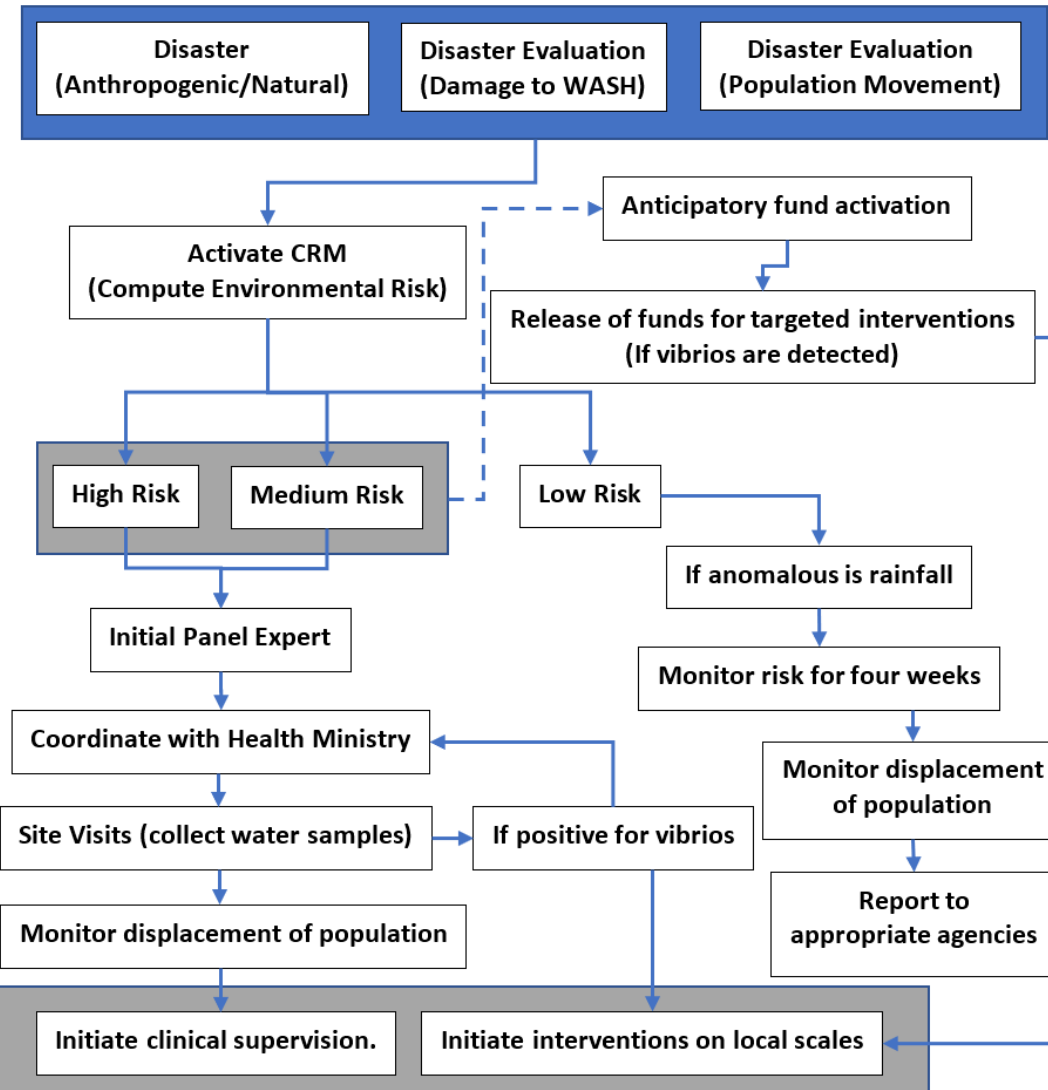 Disaster
(Anthropogenic/Natural)
Disaster Evaluation
(Damage to WASH)
Disaster Evaluation
(Population Movement)
Anticipatory fund activation
Activate CRM
(Compute Environmental Risk)
Release of funds for targeted interventions
(If vibrios are detected)
High Risk
Medium Risk
Low Risk
If anomalous is rainfall
Initial Panel Expert
Monitor risk for four weeks
Coordinate with Health Ministry
Monitor displacement
of population
Site Visits (collect water samples)
If positive for vibrios
Report to
appropriate agencies
Monitor displacement of population
Initiate clinical supervision.
Initiate interventions on local scales